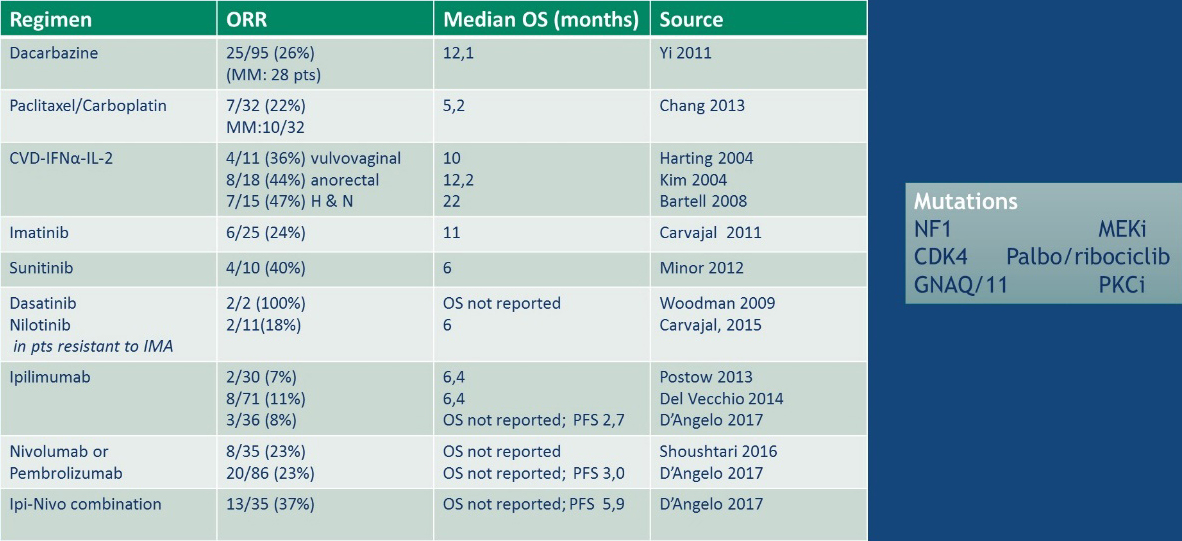 Regimen ORR Median OS (months) Source
Dacarbazine 25/95 (26%) 12,1 Yi 2011
(MM: 28 pts)
Paclitaxel/Carboplatin 7/32 (22%) 5,2 Chang 2013
MM:10/32
CVD-IFNα-IL-2 4/11 (36%) vulvovaginal 10 Harting 2004
8/18 (44%) anorectal 12,2 Kim 2004
7/15 (47%) H & N 22 Bartell 2008
Imatinib 6/25 (24%) 11 Carvajal 2011
Sunitinib 4/10 (40%) 6 Minor 2012
Dasatinib 2/2 (100%) OS not reported Woodman 2009
Nilotinib 2/11(18%) 6 Carvajal, 2015
in pts resistant to IMA
Ipilimumab 2/30 (7%) 6,4 Postow 2013
8/71 (11%) 6,4 Del Vecchio 2014
3/36 (8%) OS not reported; PFS 2,7 D’Angelo 2017
Nivolumab or 8/35 (23%) OS not reported Shoushtari 2016
Pembrolizumab 20/86 (23%) OS not reported; PFS 3,0 D’Angelo 2017
Ipi-Nivo combination 13/35 (37%) OS not reported; PFS 5,9 D’Angelo 2017
Mutations
NF1 MEKi
CDK4 Palbo/ribociclib
GNAQ/11 PKCi